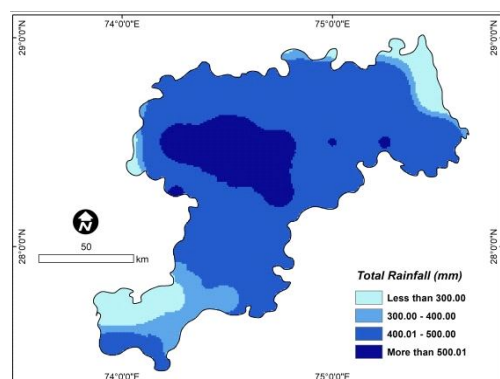 74°0'0"E
75°0'0"E
29°0'0"N
29°0'0"N
28°0'0"N
28°0'0"N
N
50
km
Total Rainfall (mm)
Less than 300.00
300.00 - 400.00
400.01 - 500.00
More than 500.01
74°0'0"E
75°0'0"E